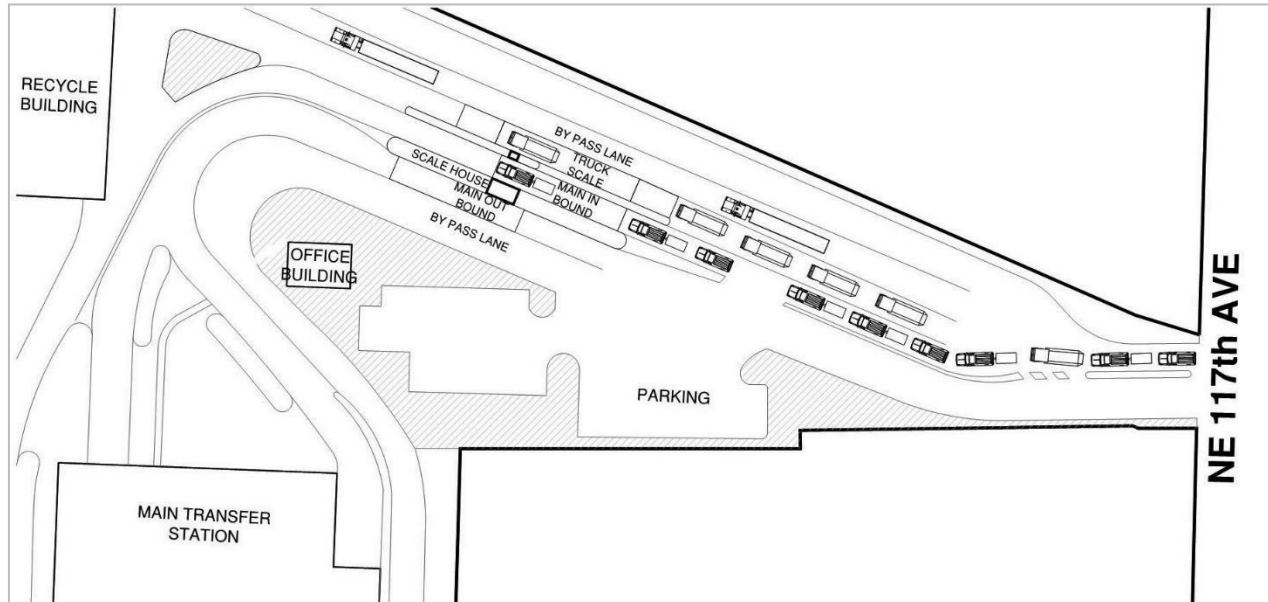 RECYCLE
BUILDING
BY PASS LANE
TRUCK
SCALE
SCALE HOUSE
MAIN IN
BOUND
MAIN OUT
BOUND
BY PASS LANE
OFFICE
BUILDING
PARKING
MAIN TRANSFER
STATION
NE 117th AVE